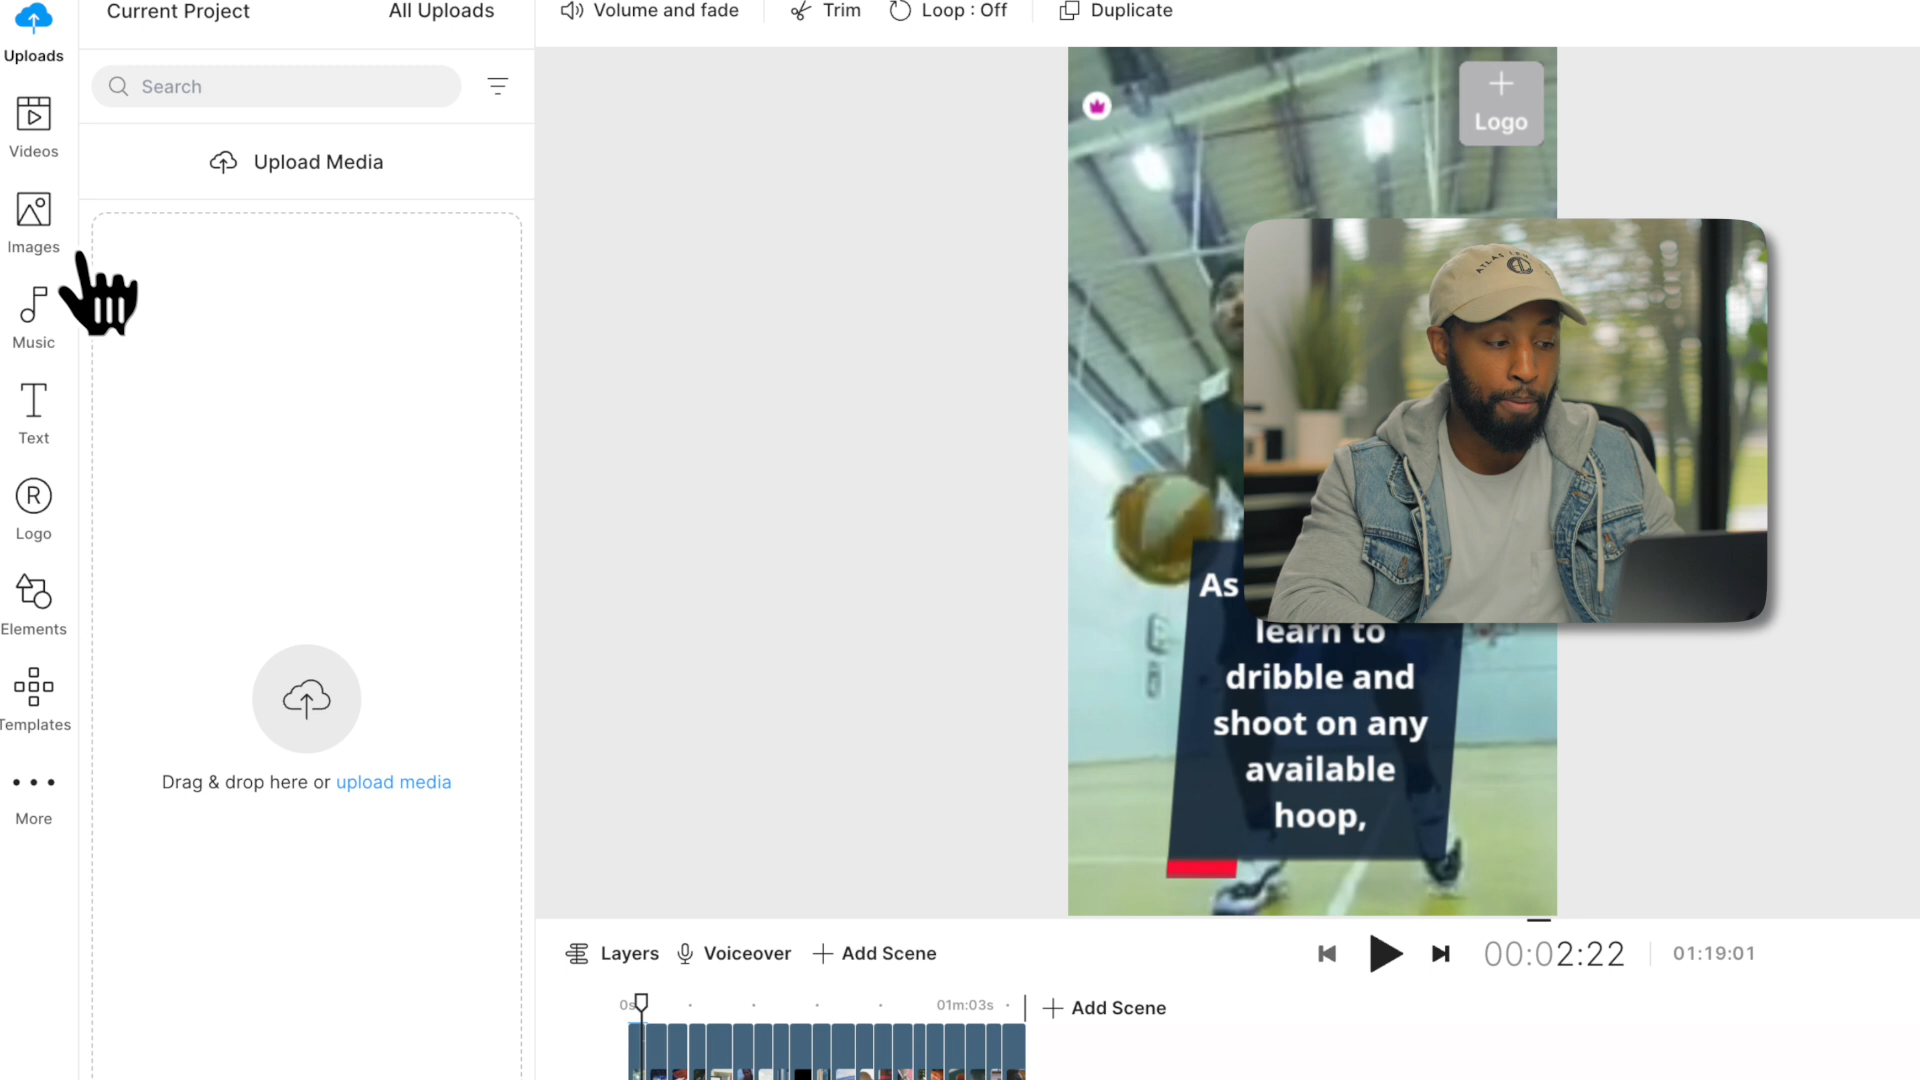 Current Project
All Uploads
Volume and fade
Trim
Loop : Off
Duplicate
Uploads
Search
Videos
Upload Media
Images
Music
Text
Logo
Elements
Templates
More
Drag & drop here or upload media
Logo
As
learn to
dribble and
shoot on any
available
hoop,
Layers
Voiceover
Add Scene
00:02:22
01:19:01
01m:03s
Add Scene